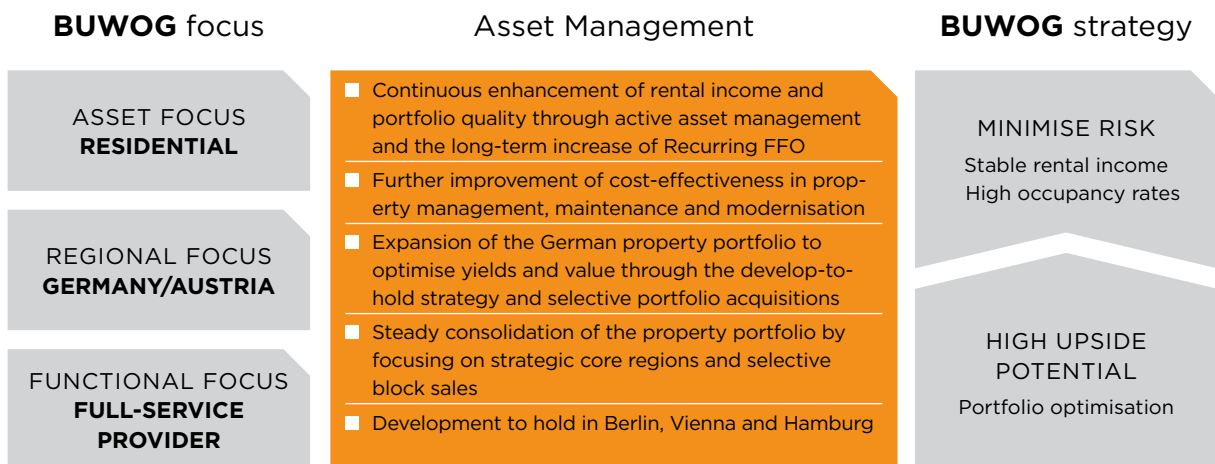 BUWOG focus
ASSET FOCUS
RESIDENTIAL
REGIONAL FOCUS
GERMANY/AUSTRIA
FUNCTIONAL FOCUS
FULL-SERVICE
PROVIDER
Asset Management
Continuous enhancement of rental income and
portfolio quality through active asset management
and the long-term increase of Recurring FFO
Further improvement of cost-effectiveness in prop-
erty management, maintenance and modernisation
Expansion of the German property portfolio to
optimise yields and value through the develop-to-
hold strategy and selective portfolio acquisitions
Steady consolidation of the property portfolio by
focusing on strategic core regions and selective
block sales
Development to hold in Berlin, Vienna and Hamburg
BUWOG strategy
MINIMISE RISK
Stable rental income
High occupancy rates
HIGH UPSIDE
POTENTIAL
Portfolio optimisation